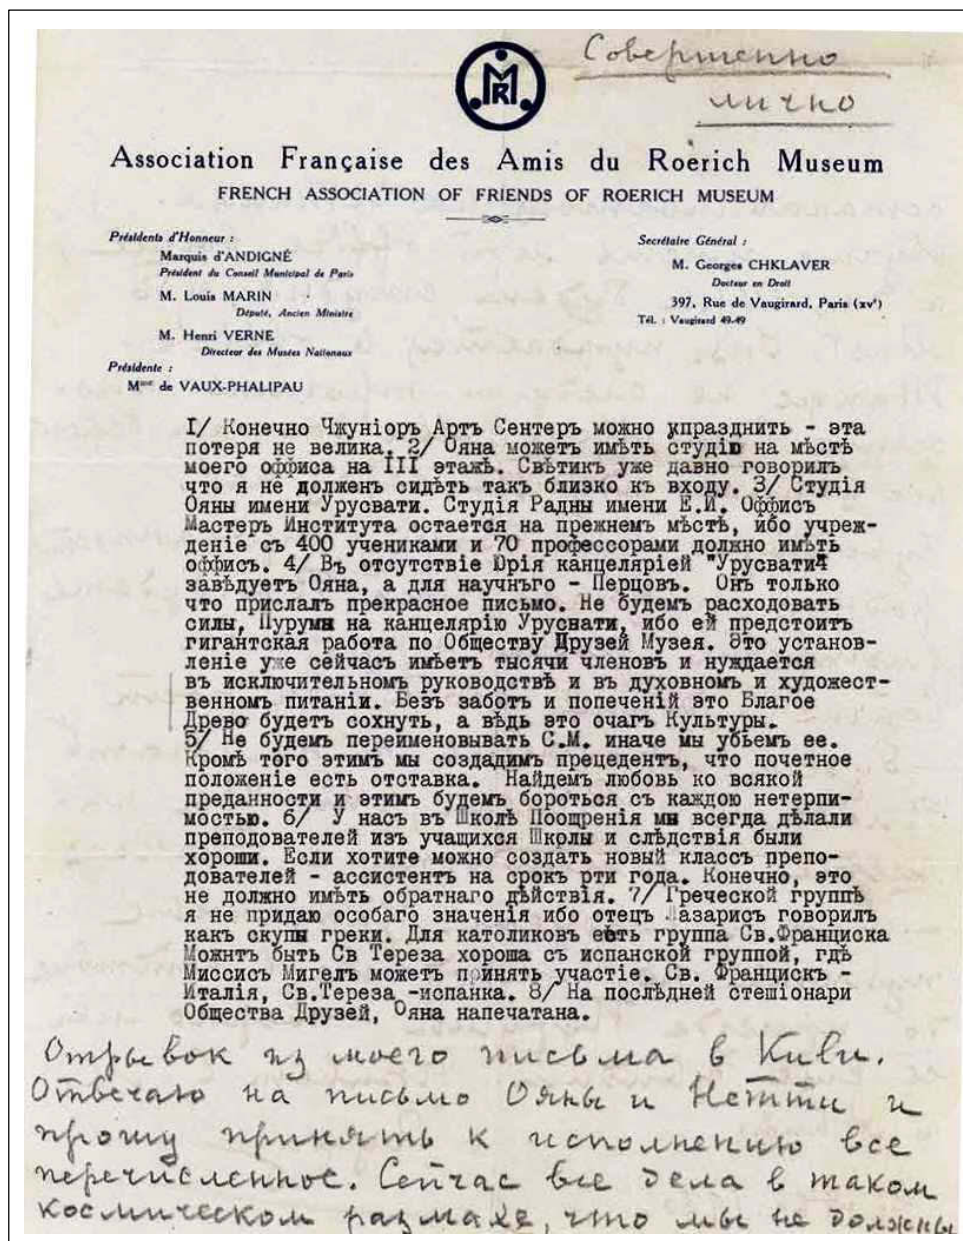 Совершенно
лично
MR
Association Française des Amis du Roerich Museum
FRENCH ASSOCIATION OF FRIENDS OF ROERICH MUSEUM
Présidents d'Honneur :
Marquis d'ANDIGNÉ
Président du Conseil Municipal de Paris
M. Louis MARIN
Député, Ancien Ministre
M. Henri VERNE
Directeur des Musées Nationaux
Présidente :
Mme de VAUX-PHALIPAU
Secrétaire Général :
M. Georges CHKLAVER
Docteur en Droit
397, Rue de Vaugirard, Paris (XVe)
Tél. : Vaugirard 49-49
I/ Конечно Чжуніоръ Артъ Сентеръ можно упразднить - эта
потеря не велика. 2/ Ояна можетъ имѣть студію на мѣстѣ
моего оффиса на III этажѣ. Свѣтикъ уже давно говорилъ
что я не долженъ сидѣть такъ близко къ входу. 3/ Студія
Ояны имени Урусвати. Студія Радны имени Е.И. Оффисъ
Мастеръ Института остается на прежнемъ мѣстѣ, ибо учреж-
деніе съ 400 учениками и 70 профессорами должно имѣть
оффисъ. 4/ Въ отсутствіе Юрія канцеляріей "Урусвати"
завѣдуетъ Ояна, а для научнъго - Перцовъ. Онъ только
что прислалъ прекрасное письмо. Не будемъ расходовать
силы, Пурумы на канцелярію Урусвати, ибо ей предстоитъ
гигантская работа по Обществу Друзей Музея. Это установ-
леніе уже сейчасъ имѣетъ тысячи членовъ и нуждается
въ исключительномъ руководствѣ и въ духовномъ и художест-
венномъ питаніи. Безъ заботъ и попеченій это Благое
Древо будетъ сохнуть, а вѣдь это очагъ Культуры.
5/ Не будемъ переименовывать С.М. иначе мы убьемъ ее.
Кромѣ того этимъ мы создадимъ прецедентъ, что почетное
положеніе есть отставка. Найдемъ любовь ко всякой
преданности и этимъ будемъ бороться съ каждою нетерпи-
мостью. 6/ У насъ въ Школѣ Поощренія мы всегда дѣлали
преподователей изъ учащихся Школы и слѣдствія были
хороши. Если хотите можно создать новый классъ препо-
дователей - ассистентъ на срокъ рти года. Конечно, это
не должно имѣть обратнаго дѣйствія. 7/ Греческой группѣ
я не придаю особаго значенія ибо отецъ Лазарисъ говорилъ
какъ скупы греки. Для католиковъ есть группа Св.Франциска
Можнтъ быть Св Тереза хороша съ испанской группой, гдѣ
Миссисъ Мигелъ можетъ принять участіе. Св. Францискъ -
Италія, Св.Тереза -испанка. 8/ На послѣдней стешіонари
Общества Друзей, Ояна напечатана.
Отрывок из моего письма в Киви.
Отвечаю на письмо Ояны и Нетти и
прошу принять к исполнению все
перечисленное. Сейчас все дела в таком
космическом размахе, что мы не должны